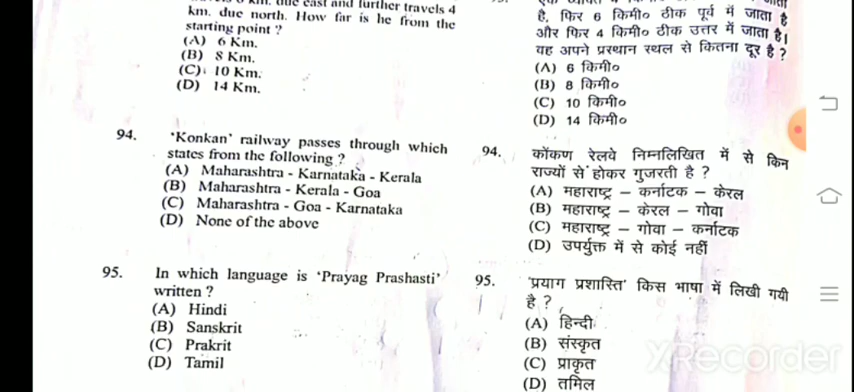 km. due north. How far is he from the
starting point ?
(A) 6 Km.
(B) 8 Km.
(C) 10 Km.
(D) 14 Km.
94. 'Konkan' railway passes through which
states from the following ?
(A) Maharashtra - Karnataka - Kerala
(B) Maharashtra - Kerala - Goa
(C) Maharashtra - Goa - Karnataka
(D) None of the above
95. In which language is 'Prayag Prashasti'
written ?
(A) Hindi
(B) Sanskrit
(C) Prakrit
(D) Tamil
है, फिर 6 किमी० ठीक पूर्व में जाता है
और फिर 4 किमी० ठीक उत्तर में जाता है।
वह अपने प्रस्थान स्थल से कितना दूर है ?
(A) 6 किमी०
(B) 8 किमी०
(C) 10 किमी०
(D) 14 किमी०
94. कोंकण रेलवे निम्नलिखित में से किन
राज्यों से होकर गुजरती है ?
(A) महाराष्ट्र – कर्नाटक – केरल
(B) महाराष्ट्र – केरल – गोवा
(C) महाराष्ट्र – गोवा – कर्नाटक
(D) उपर्युक्त में से कोई नहीं
95. 'प्रयाग प्रशास्ति' किस भाषा में लिखी गयी
है ?
(A) हिन्दी
(B) संस्कृत
(C) प्राकृत
(D) तमिल
XRecorder